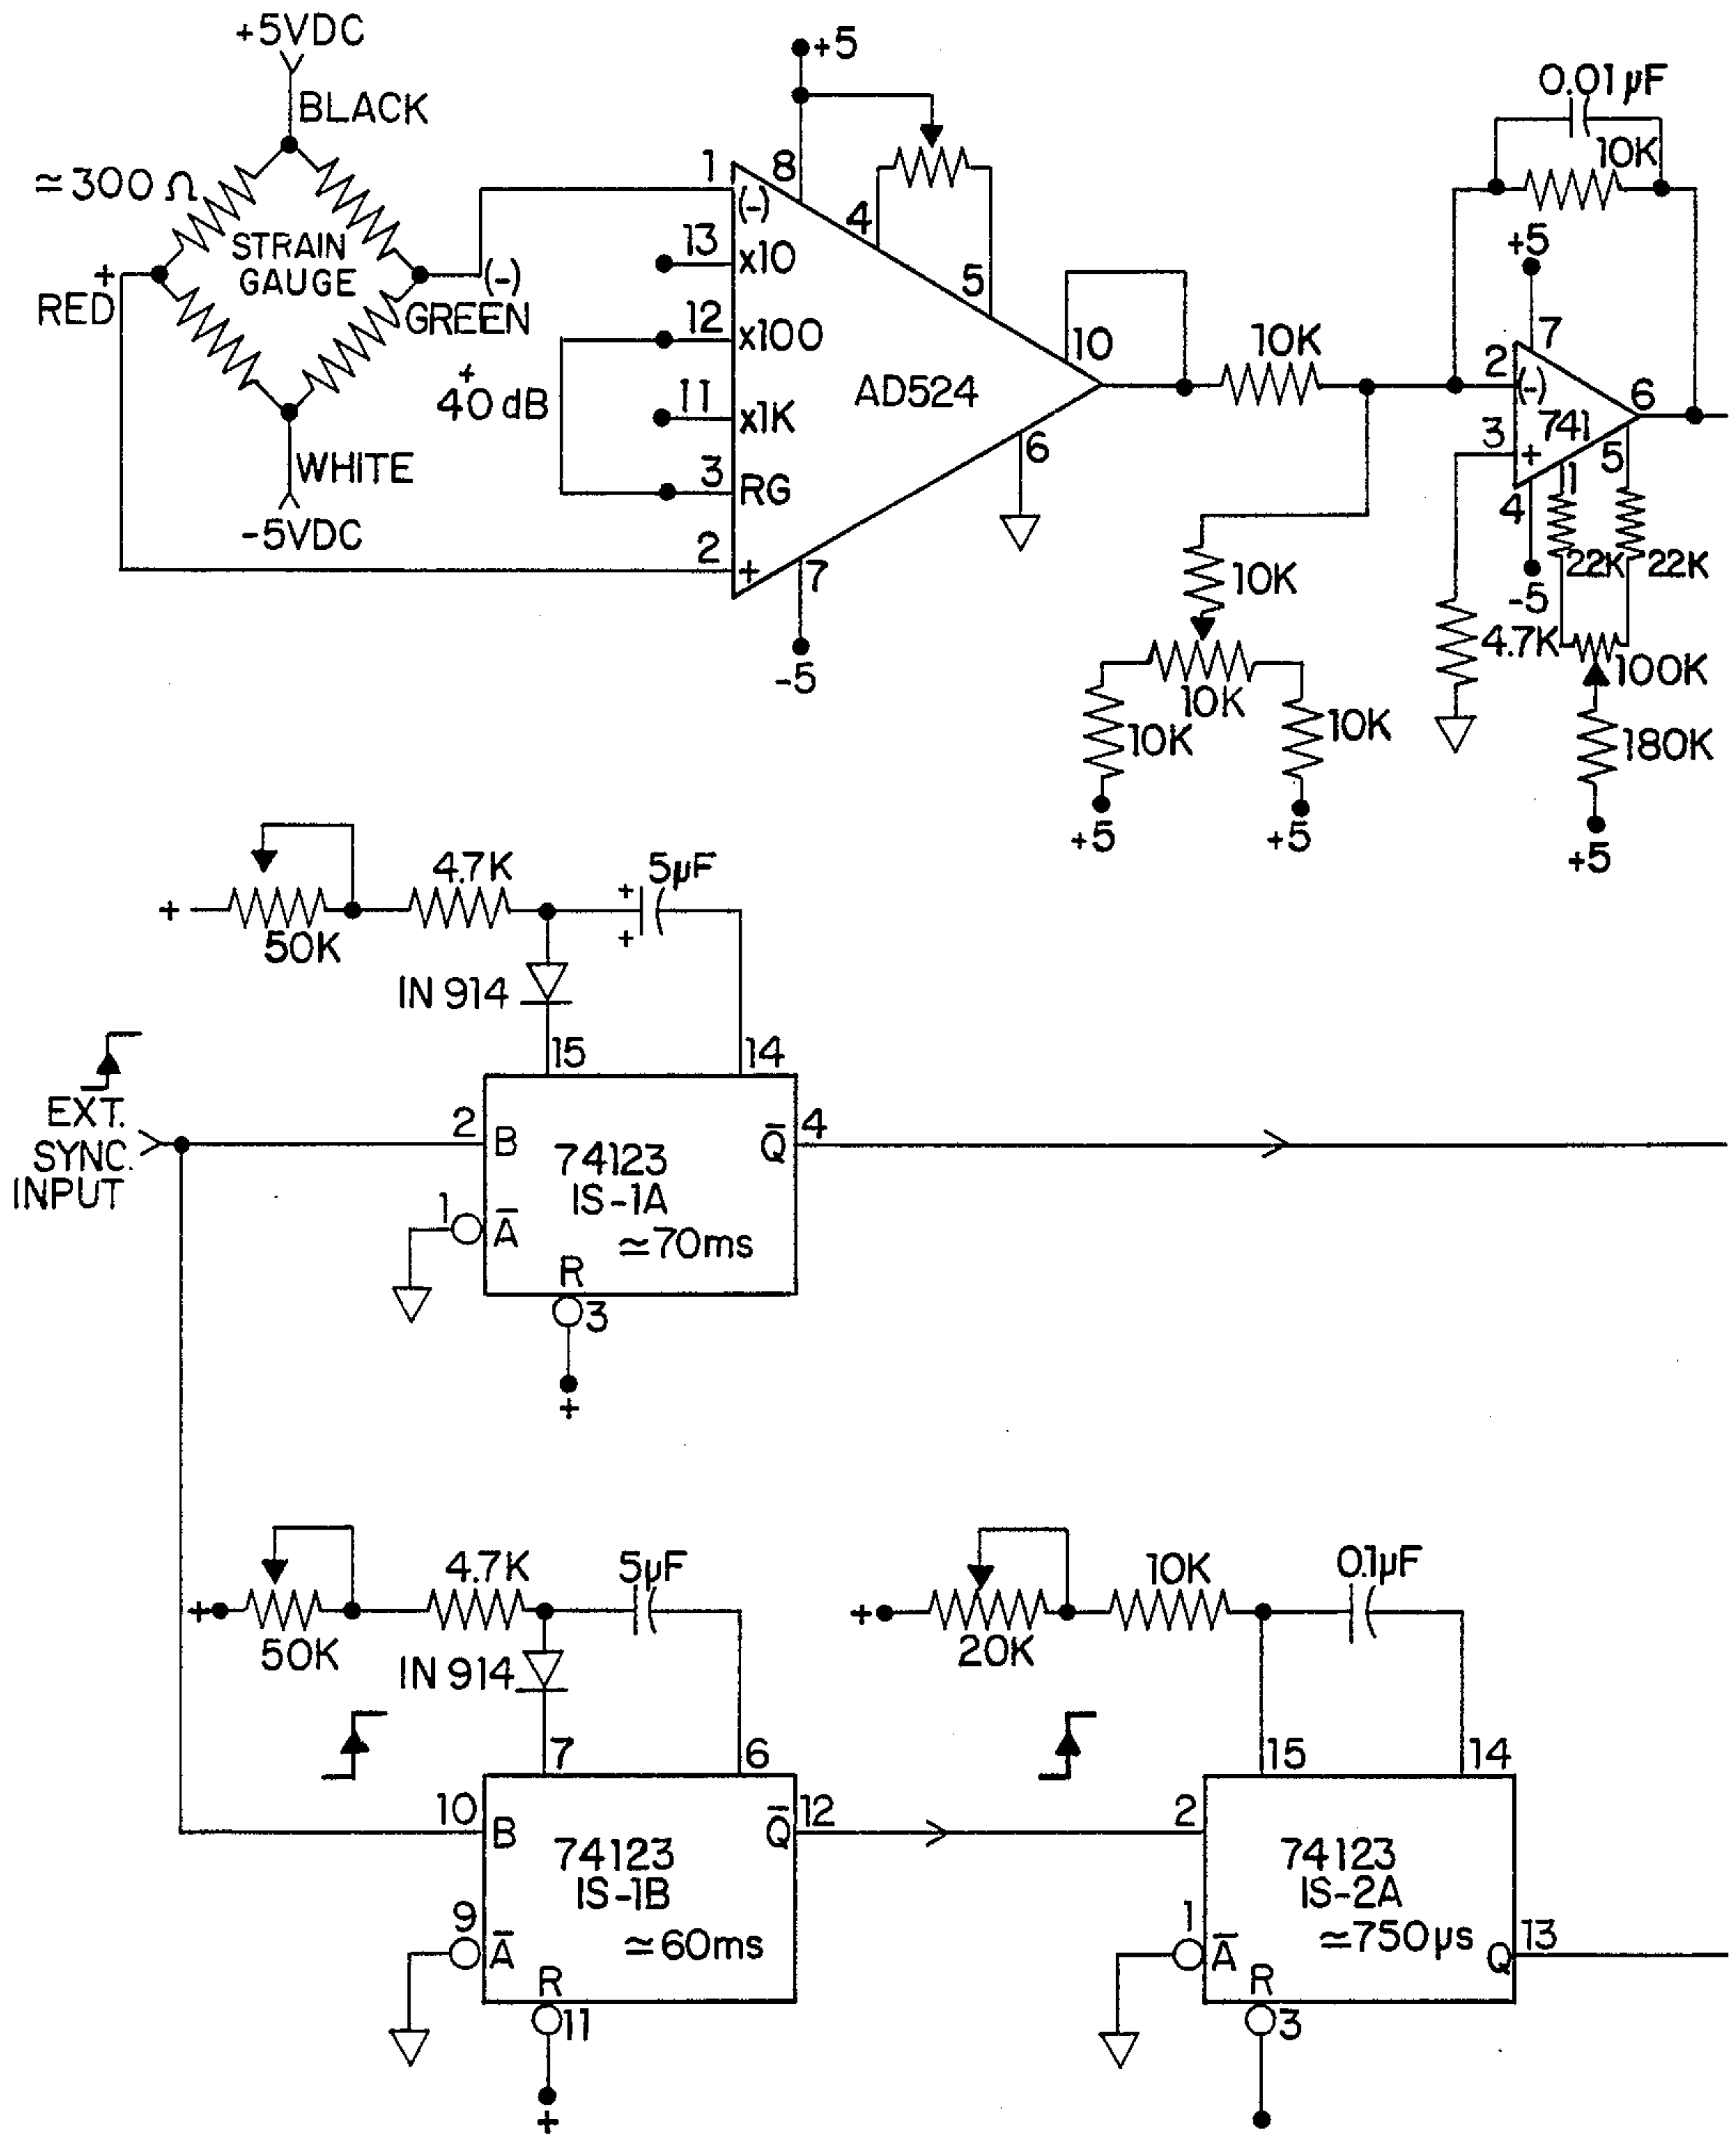 +5VDC
BLACK
≃300 Ω
STRAIN
GAUGE
+
RED
(-)
GREEN
WHITE
-5VDC
+
40 dB
+5
1
8
(-)
4
13
x10
5
12
x100
10
11
x1K
AD524
3
RG
6
2
+
7
-5
10K
0.01 µF
10K
+5
7
2
(-)
6
741
3
+
5
1
4
-5
22K
22K
4.7K
100K
180K
+5
10K
10K
10K
10K
+5
+5
+
50K
4.7K
+
+
5µF
IN 914
15
14
EXT.
SYNC.
INPUT
2
B
74123
IS-1A
≃70ms
Q̅
4
1
A̅
R
3
+
+
50K
4.7K
5µF
IN 914
7
6
10
B
74123
IS-1B
≃60ms
Q̅
12
9
A̅
R
11
+
+
20K
10K
0.1µF
15
14
2
74123
IS-2A
≃750µs
1
A̅
Q
13
R
3